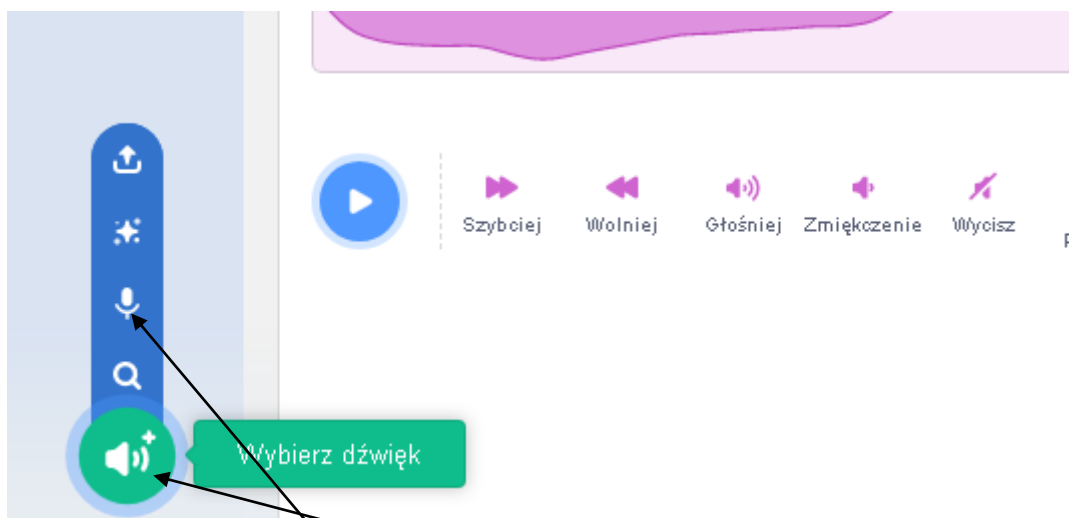 Szybciej
Wolniej
Głośniej
Zmiękczenie
Wycisz
Wybierz dźwięk